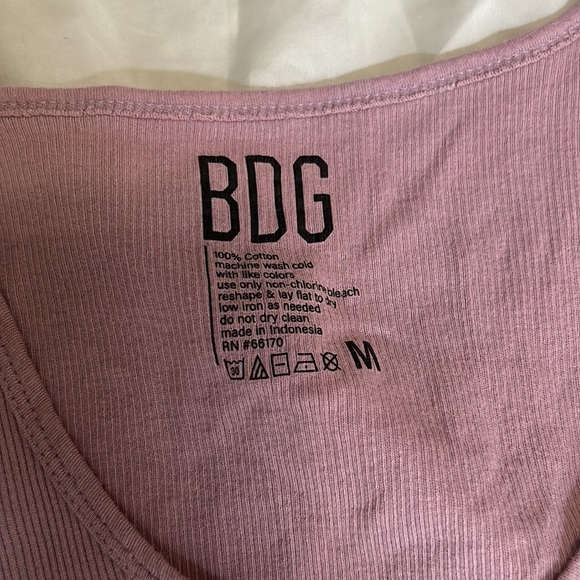 BDG
100% Cotton
machine wash cold
with like colors
use only non-chlorine bleach
reshape & lay flat to dry
low iron as needed
do not dry clean
made in Indonesia
RN #66170
30 M